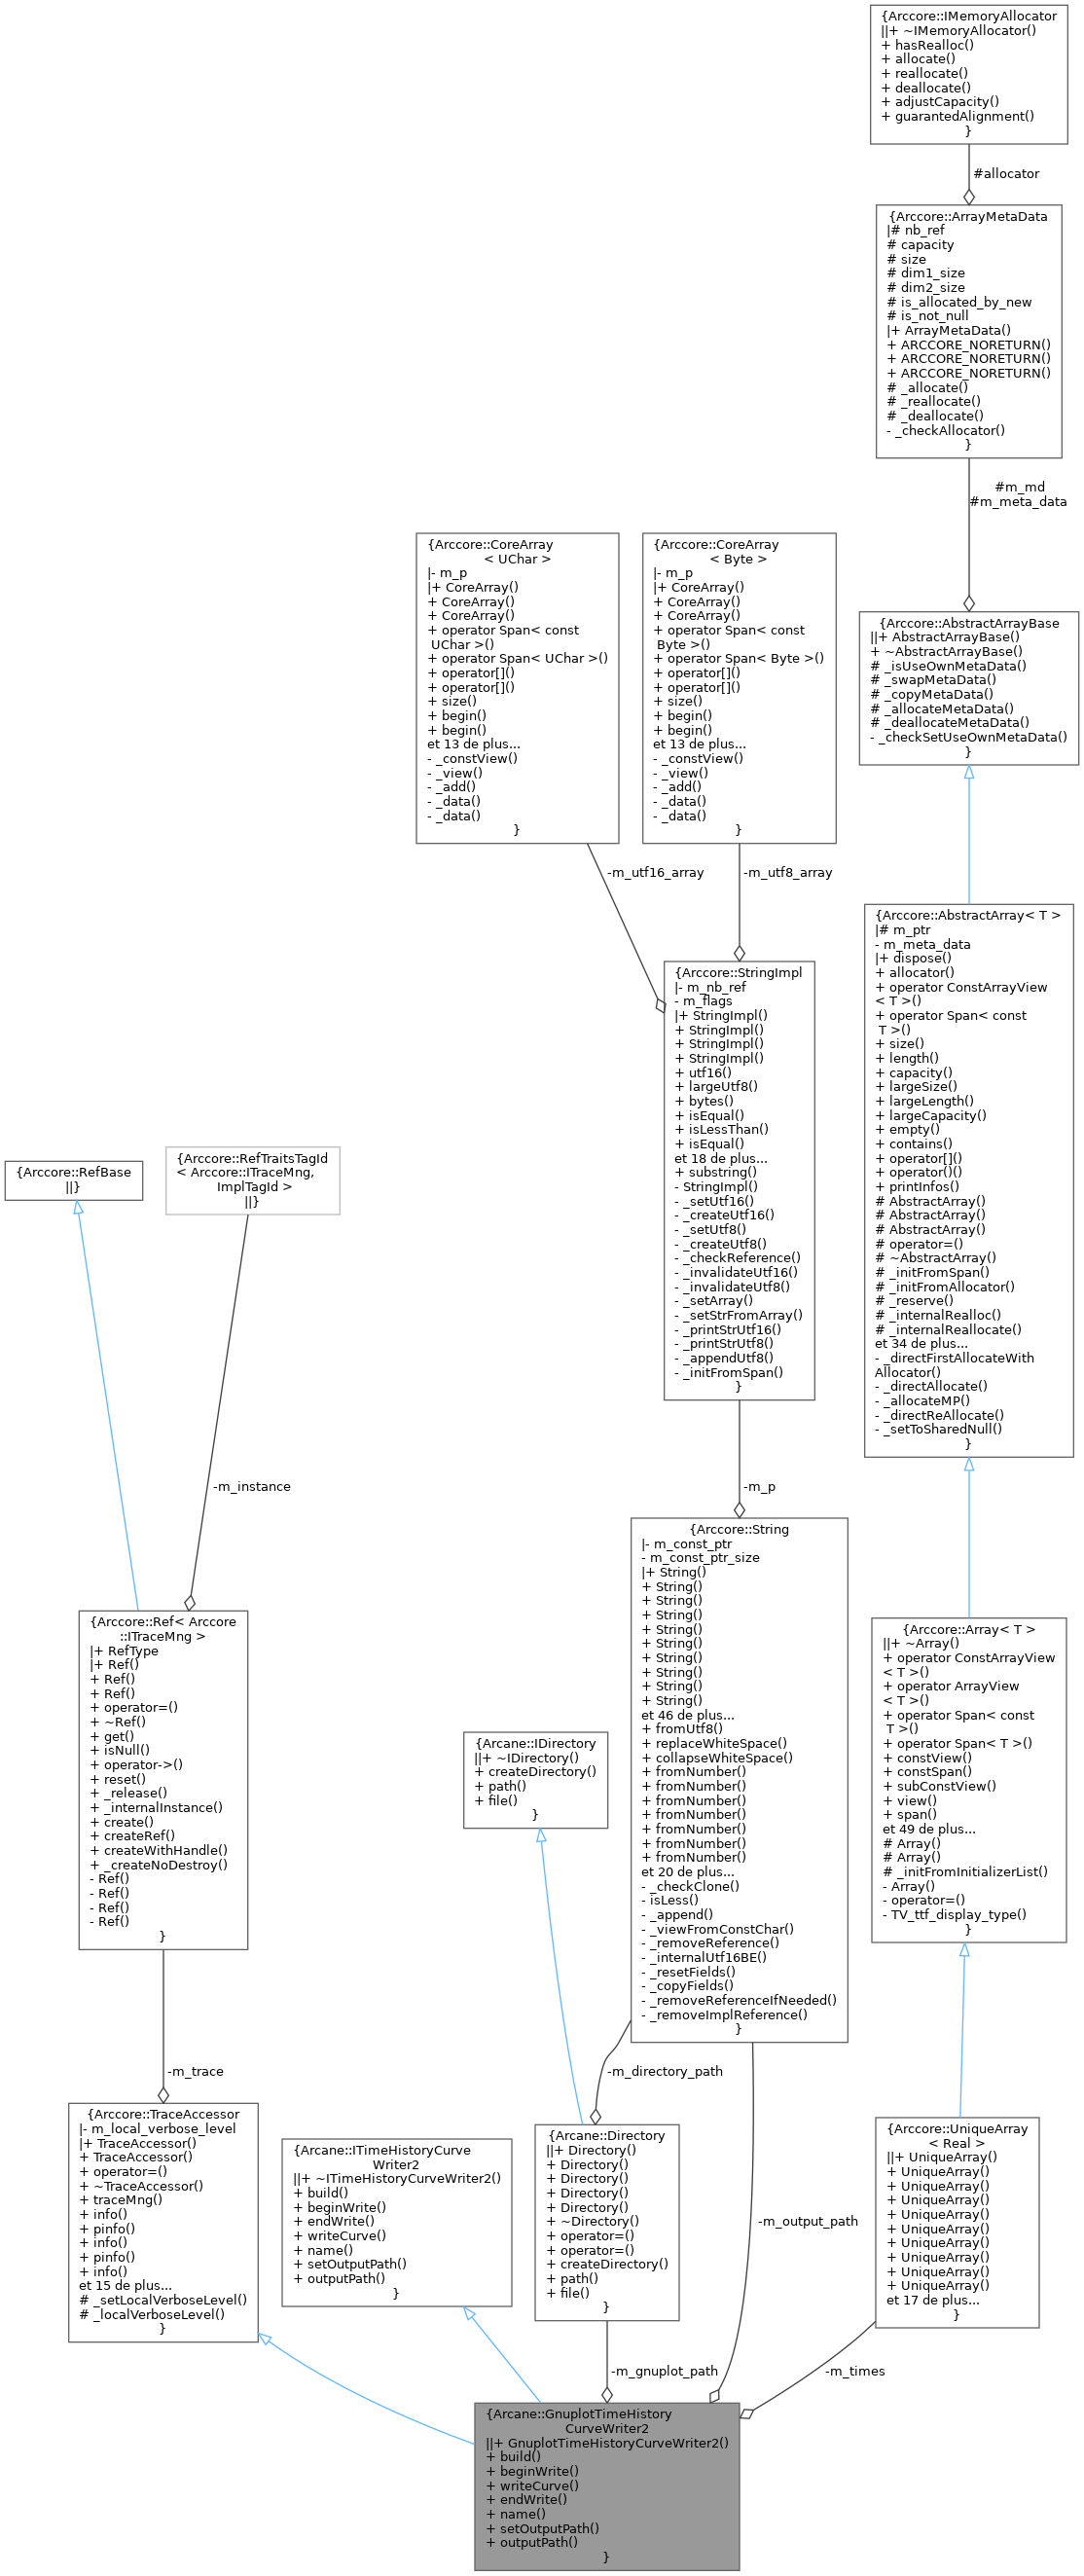 {Arccore::IMemoryAllocator
||+ ~IMemoryAllocator()
+ hasRealloc()
+ allocate()
+ reallocate()
+ deallocate()
+ adjustCapacity()
+ guarantedAlignment()
}
#allocator
{Arccore::ArrayMetaData
|# nb_ref
# capacity
# size
# dim1_size
# dim2_size
# is_allocated_by_new
# is_not_null
|+ ArrayMetaData()
+ ARCCORE_NORETURN()
+ ARCCORE_NORETURN()
+ ARCCORE_NORETURN()
# _allocate()
# _reallocate()
# _deallocate()
- _checkAllocator()
}
#m_md
#m_meta_data
{Arccore::CoreArray
< UChar >
|- m_p
|+ CoreArray()
+ CoreArray()
+ CoreArray()
+ operator Span< const
UChar >()
+ operator Span< UChar >()
+ operator[]()
+ operator[]()
+ size()
+ begin()
+ begin()
et 13 de plus...
- _constView()
- _view()
- _add()
- _data()
- _data()
}
{Arccore::CoreArray
< Byte >
|- m_p
|+ CoreArray()
+ CoreArray()
+ CoreArray()
+ operator Span< const
Byte >()
+ operator Span< Byte >()
+ operator[]()
+ operator[]()
+ size()
+ begin()
+ begin()
et 13 de plus...
- _constView()
- _view()
- _add()
- _data()
- _data()
}
{Arccore::AbstractArrayBase
||+ AbstractArrayBase()
+ ~AbstractArrayBase()
# _isUseOwnMetaData()
# _swapMetaData()
# _copyMetaData()
# _allocateMetaData()
# _deallocateMetaData()
- _checkSetUseOwnMetaData()
}
-m_utf16_array
-m_utf8_array
{Arccore::StringImpl
|- m_nb_ref
- m_flags
|+ StringImpl()
+ StringImpl()
+ StringImpl()
+ StringImpl()
+ utf16()
+ largeUtf8()
+ bytes()
+ isEqual()
+ isLessThan()
+ isEqual()
et 18 de plus...
+ substring()
- StringImpl()
- _setUtf16()
- _createUtf16()
- _setUtf8()
- _createUtf8()
- _checkReference()
- _invalidateUtf16()
- _invalidateUtf8()
- _setArray()
- _setStrFromArray()
- _printStrUtf16()
- _printStrUtf8()
- _appendUtf8()
- _initFromSpan()
}
{Arccore::AbstractArray< T >
|# m_ptr
- m_meta_data
|+ dispose()
+ allocator()
+ operator ConstArrayView
< T >()
+ operator Span< const
T >()
+ size()
+ length()
+ capacity()
+ largeSize()
+ largeLength()
+ largeCapacity()
+ empty()
+ contains()
+ operator[]()
+ operator()()
+ printInfos()
# AbstractArray()
# AbstractArray()
# AbstractArray()
# operator=()
# ~AbstractArray()
# _initFromSpan()
# _initFromAllocator()
# _reserve()
# _internalRealloc()
# _internalReallocate()
et 34 de plus...
- _directFirstAllocateWith
Allocator()
- _directAllocate()
- _allocateMP()
- _directReAllocate()
- _setToSharedNull()
}
{Arccore::RefBase
||}
{Arccore::RefTraitsTagId
< Arccore::ITraceMng,
ImplTagId >
||}
-m_instance
-m_p
{Arccore::Ref< Arccore
::ITraceMng >
|+ RefType
|+ Ref()
+ Ref()
+ Ref()
+ operator=()
+ ~Ref()
+ get()
+ isNull()
+ operator->()
+ reset()
+ _release()
+ _internalInstance()
+ create()
+ createRef()
+ createWithHandle()
+ _createNoDestroy()
- Ref()
- Ref()
- Ref()
- Ref()
}
{Arcane::IDirectory
||+ ~IDirectory()
+ createDirectory()
+ path()
+ file()
}
{Arccore::String
|- m_const_ptr
- m_const_ptr_size
|+ String()
+ String()
+ String()
+ String()
+ String()
+ String()
+ String()
+ String()
+ String()
+ String()
et 46 de plus...
+ fromUtf8()
+ replaceWhiteSpace()
+ collapseWhiteSpace()
+ fromNumber()
+ fromNumber()
+ fromNumber()
+ fromNumber()
+ fromNumber()
+ fromNumber()
+ fromNumber()
et 20 de plus...
- _checkClone()
- isLess()
- _append()
- _viewFromConstChar()
- _removeReference()
- _internalUtf16BE()
- _resetFields()
- _copyFields()
- _removeReferenceIfNeeded()
- _removeImplReference()
}
{Arccore::Array< T >
||+ ~Array()
+ operator ConstArrayView
< T >()
+ operator ArrayView
< T >()
+ operator Span< const
T >()
+ operator Span< T >()
+ constView()
+ constSpan()
+ subConstView()
+ view()
+ span()
et 49 de plus...
# Array()
# Array()
# _initFromInitializerList()
- Array()
- operator=()
- TV_ttf_display_type()
}
-m_trace
-m_directory_path
{Arccore::TraceAccessor
|- m_local_verbose_level
|+ TraceAccessor()
+ TraceAccessor()
+ operator=()
+ ~TraceAccessor()
+ traceMng()
+ info()
+ pinfo()
+ info()
+ pinfo()
+ info()
et 15 de plus...
# _setLocalVerboseLevel()
# _localVerboseLevel()
}
{Arcane::ITimeHistoryCurve
Writer2
||+ ~ITimeHistoryCurveWriter2()
+ build()
+ beginWrite()
+ endWrite()
+ writeCurve()
+ name()
+ setOutputPath()
+ outputPath()
}
{Arcane::Directory
||+ Directory()
+ Directory()
+ Directory()
+ Directory()
+ Directory()
+ ~Directory()
+ operator=()
+ operator=()
+ createDirectory()
+ path()
+ file()
}
-m_output_path
{Arccore::UniqueArray
< Real >
||+ UniqueArray()
+ UniqueArray()
+ UniqueArray()
+ UniqueArray()
+ UniqueArray()
+ UniqueArray()
+ UniqueArray()
+ UniqueArray()
+ UniqueArray()
+ UniqueArray()
et 17 de plus...
}
-m_gnuplot_path
-m_times
{Arcane::GnuplotTimeHistory
CurveWriter2
||+ GnuplotTimeHistoryCurveWriter2()
+ build()
+ beginWrite()
+ writeCurve()
+ endWrite()
+ name()
+ setOutputPath()
+ outputPath()
}